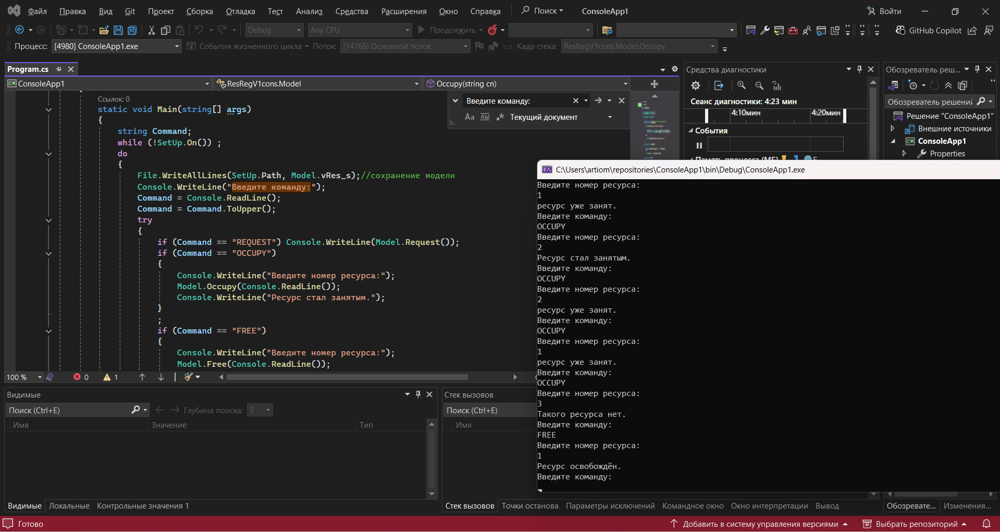 Файл Правка Вид Git Проект Сборка Отладка Тест Анализ Средства Расширения Окно Справка Поиск ConsoleApp1 Войти
Debug Any CPU Продолжить GitHub Copilot
Процесс: [4980] ConsoleApp1.exe События жизненного цикла Поток: [14768] Основной поток Кадр стека: ResRegV1cons.Model.Occupy
Program.cs
C# ConsoleApp1 ResRegV1cons.Model Occupy(string cn)
Введите команду:
Aa Ab Текущий документ
Ссылок: 0
static void Main(string[] args)
{
string Command;
while (!SetUp.On()) ;
do
{
File.WriteAllLines(SetUp.Path, Model.vRes_s);//сохранение модели
Console.WriteLine("Введите команду:");
Command = Console.ReadLine();
Command = Command.ToUpper();
try
{
if (Command == "REQUEST") Console.WriteLine(Model.Request());
if (Command == "OCCUPY")
{
Console.WriteLine("Введите номер ресурса:");
Model.Occupy(Console.ReadLine());
Console.WriteLine("Ресурс стал занятым.");
}
;
if (Command == "FREE")
{
Console.WriteLine("Введите номер ресурса:");
Model.Free(Console.ReadLine());
100 % 0 1
Средства диагностики
Сеанс диагностики: 4:23 мин
4:10мин 4:20мин
События
Память процесса (МБ)
Обозреватель реш...
Обозреватель решений
Решение "ConsoleApp1"
Внешние источники
C# ConsoleApp1
Properties
C:\Users\artiom\repositories\ConsoleApp1\bin\Debug\ConsoleApp1.exe
Введите номер ресурса:
1
ресурс уже занят.
Введите команду:
OCCUPY
Введите номер ресурса:
2
Ресурс стал занятым.
Введите команду:
OCCUPY
Введите номер ресурса:
2
ресурс уже занят.
Введите команду:
OCCUPY
Введите номер ресурса:
1
ресурс уже занят.
Введите команду:
OCCUPY
Введите номер ресурса:
3
Такого ресурса нет.
Введите команду:
FREE
Введите номер ресурса:
1
Ресурс освобождён.
Введите команду:
Видимые
Поиск (Ctrl+E) Глубина поиска: 3
Имя Значение Тип
Видимые Локальные Контрольные значения 1
Стек вызовов
Поиск (Ctrl+E)
Имя
Стек вызовов Точки останова Параметры исключений Командное окно Окно интерпретации Вывод
Обозревате... Изменения...
Готово Добавить в систему управления версиями Выбрать репозиторий